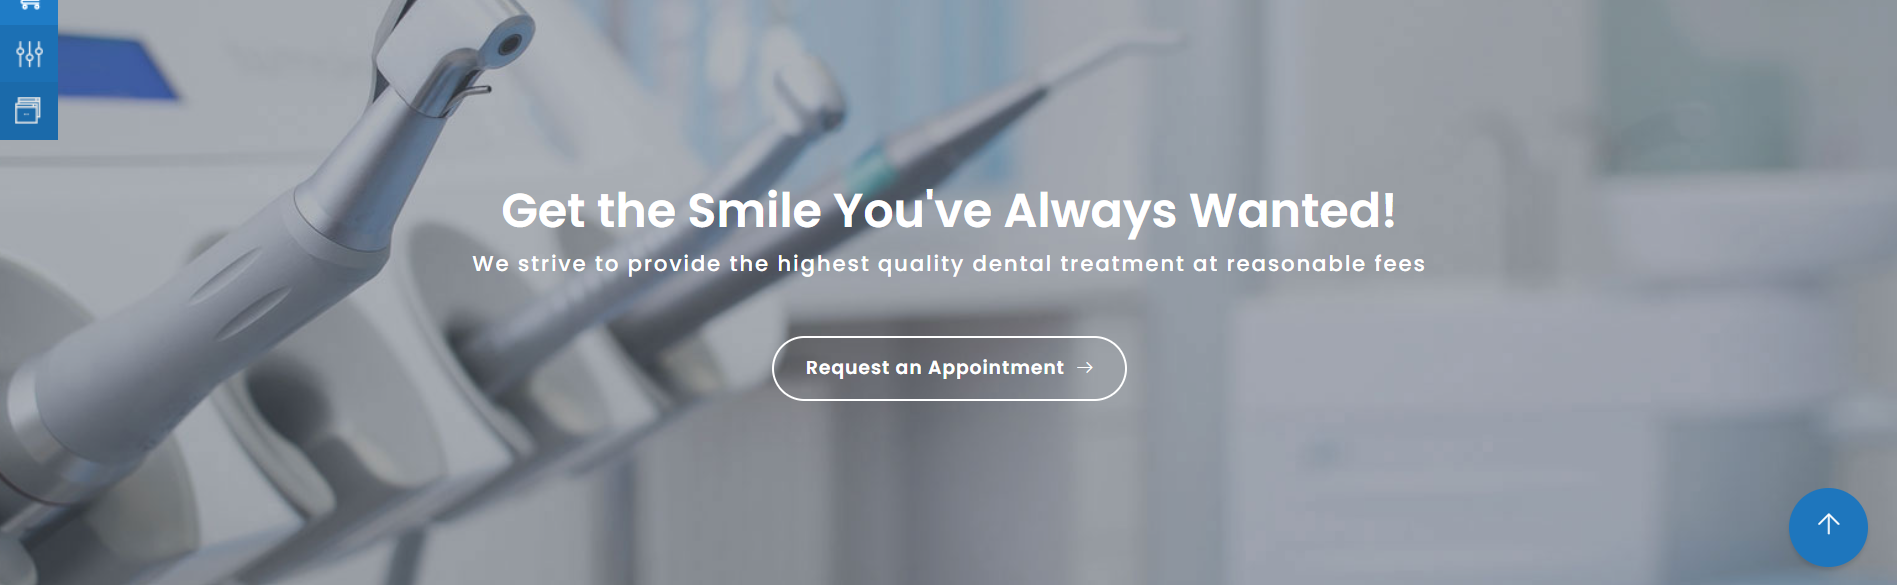 Get the Smile You've Always Wanted!
We strive to provide the highest quality dental treatment at reasonable fees
Request an Appointment